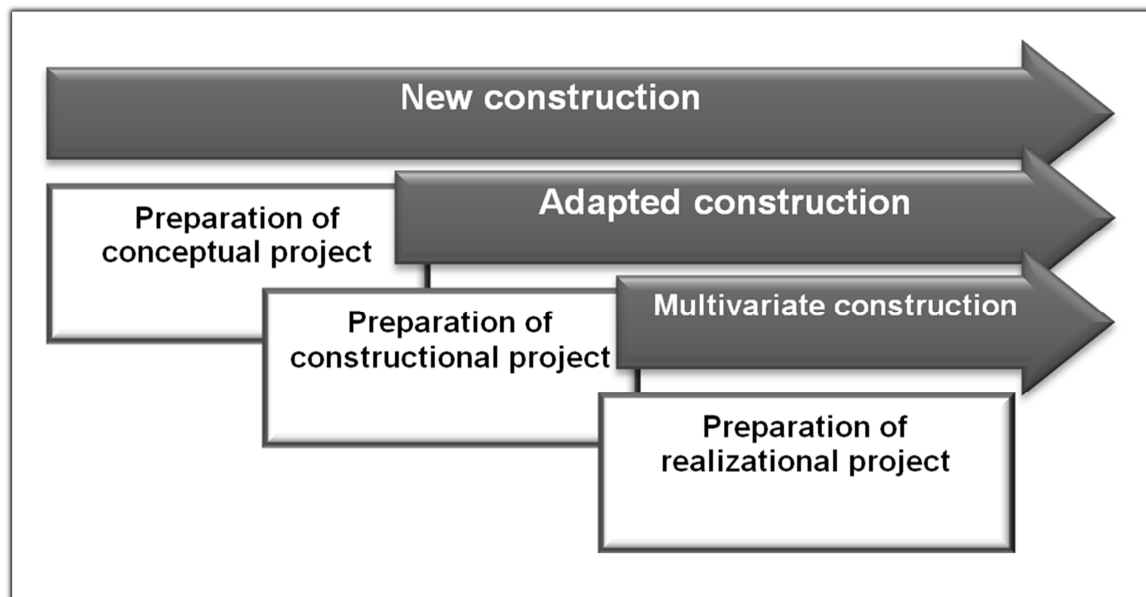 New construction
Adapted construction
Preparation of
conceptual project
Multivariate construction
Preparation of
constructional project
Preparation of
realizational project